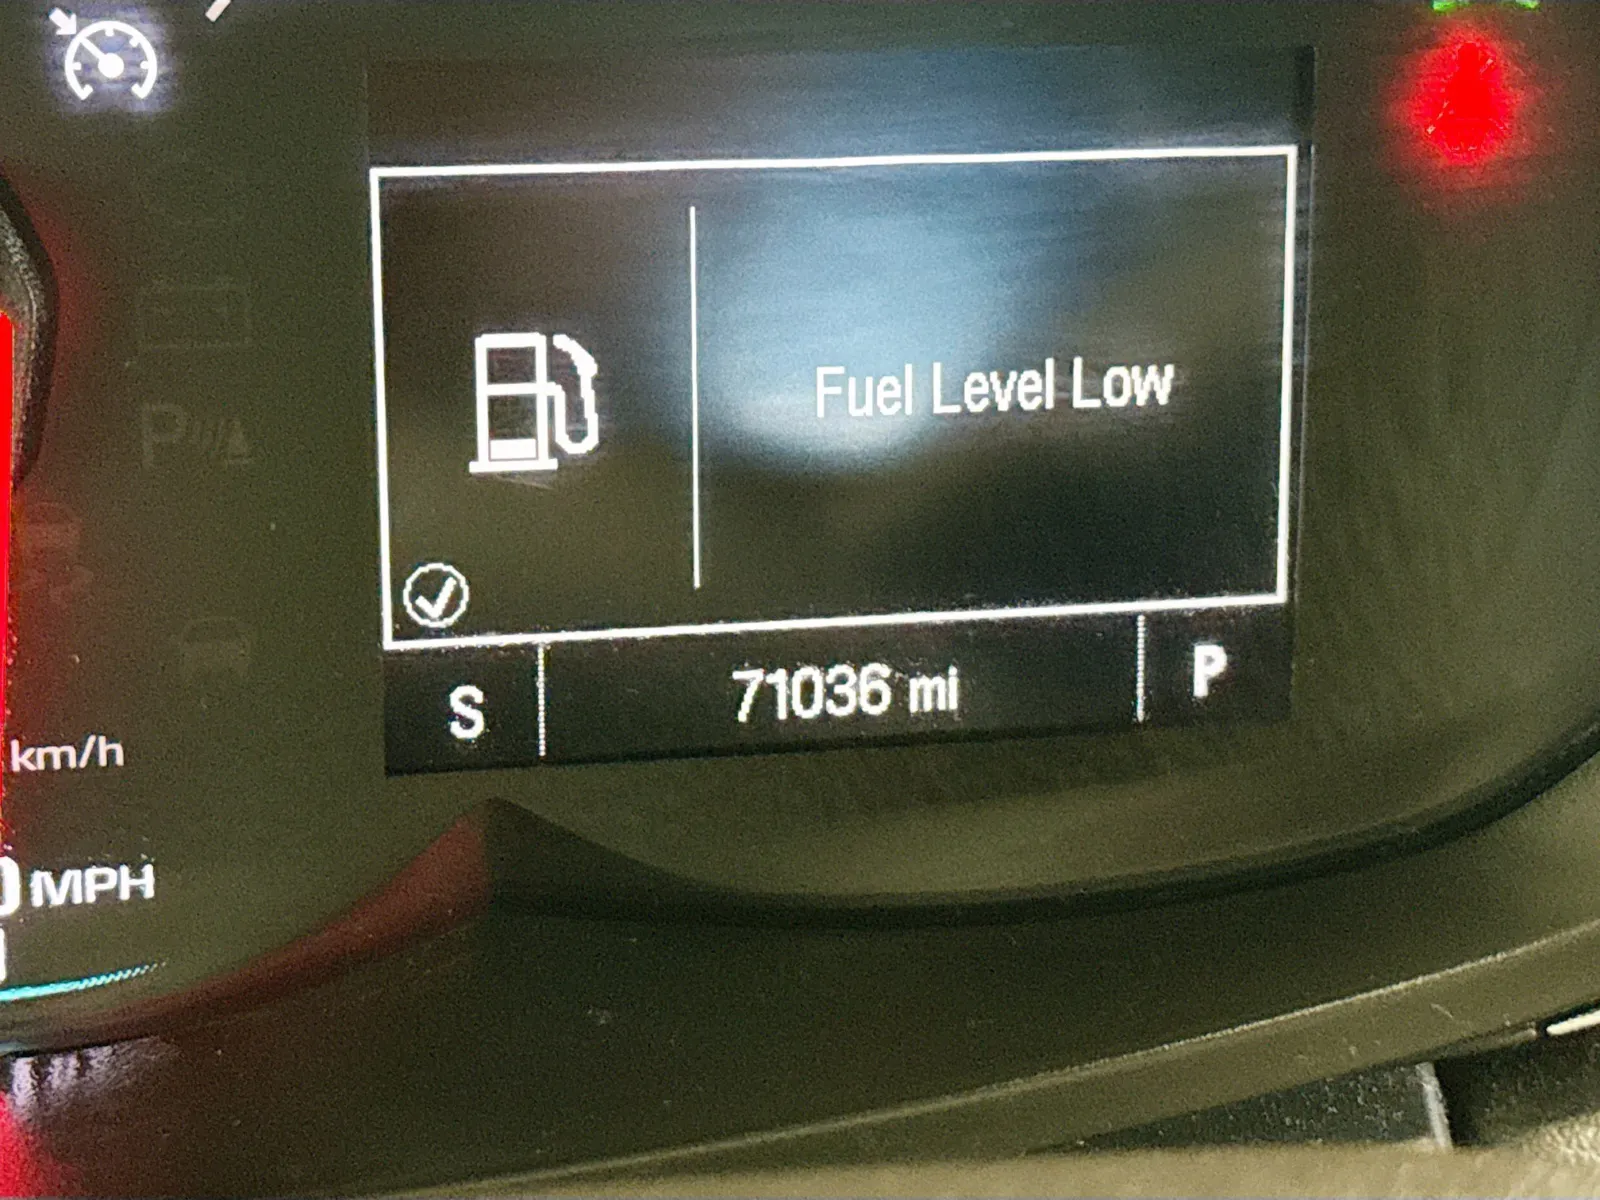 Fuel Level Low
S 71036 mi P
km/h
MPH